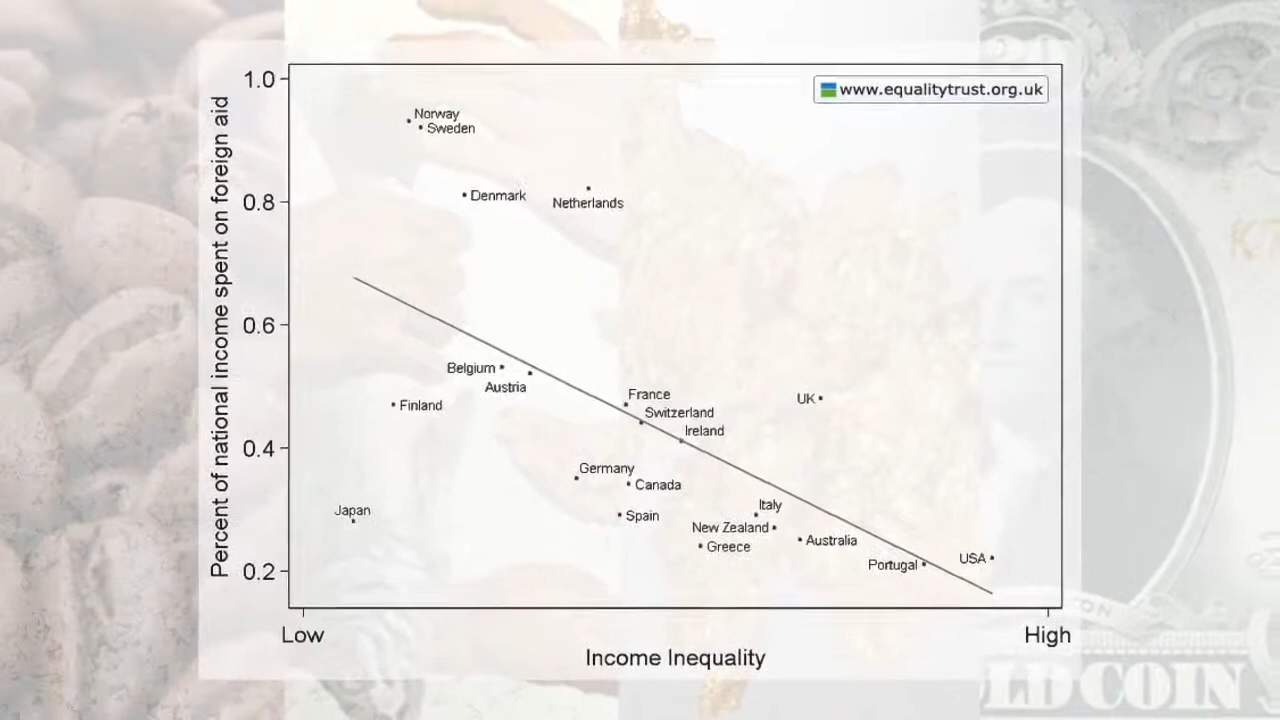 www.equalitytrust.org.uk
Percent of national income spent on foreign aid
1.0
0.8
0.6
0.4
0.2
Norway
Sweden
Denmark
Netherlands
Belgium
Austria
Finland
France
Switzerland
Ireland
UK
Germany
Canada
Spain
Japan
Italy
New Zealand
Greece
Australia
Portugal
USA
Low
High
Income Inequality
LD COIN